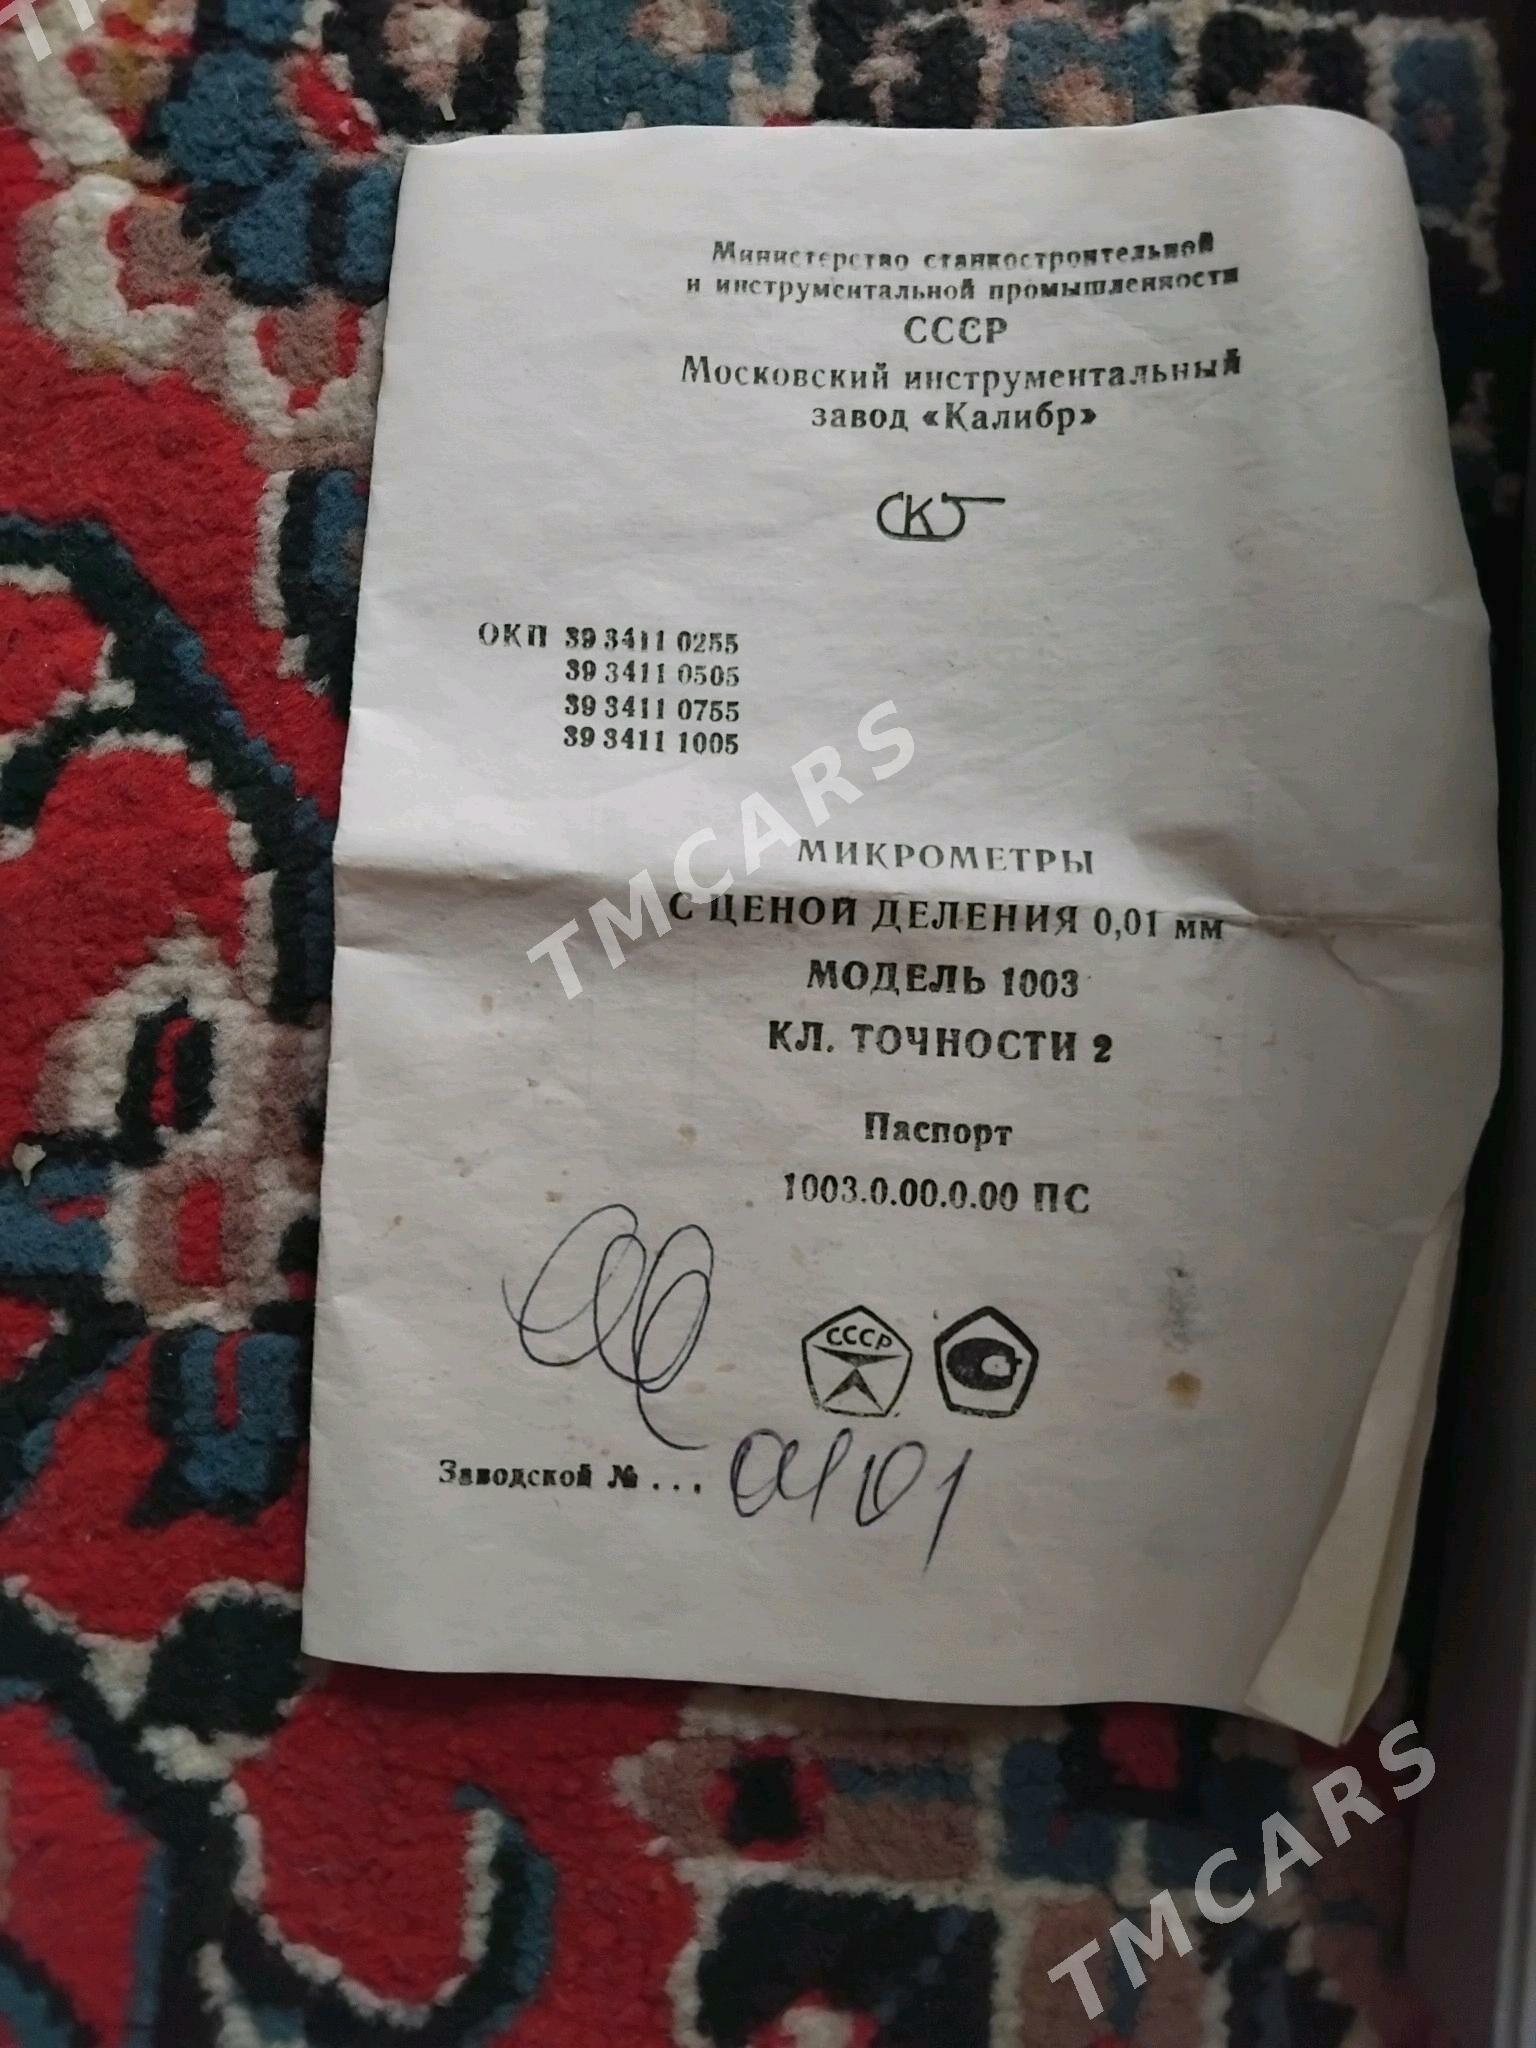 Министерство станкостроительной
и инструментальной промышленности
СССР
Московский инструментальный
завод «Калибр»
ОКП 39 3411 0255
39 3411 0505
39 3411 0755
39 3411 1005
МИКРОМЕТРЫ
С ЦЕНОЙ ДЕЛЕНИЯ 0,01 мм
МОДЕЛЬ 1003
КЛ. ТОЧНОСТИ 2
Паспорт
1003.0.00.0.00 ПС
СССР
Заводской № ...
TMCARS
TMCARS